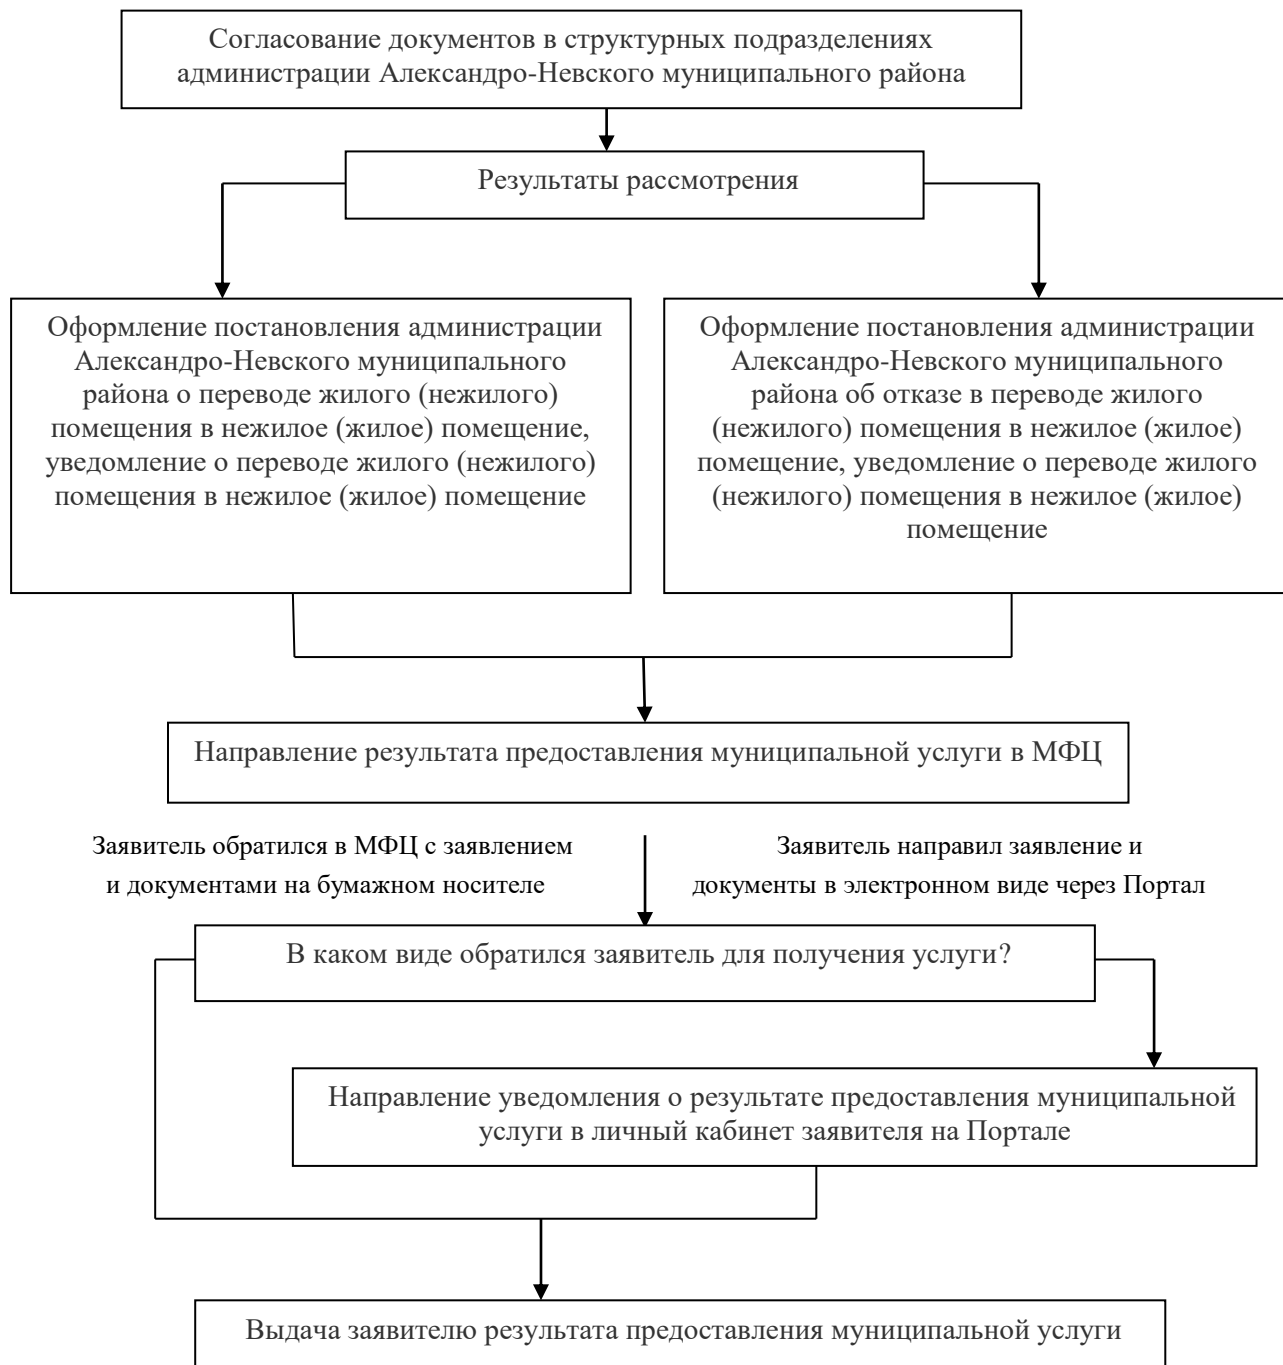 Согласование документов в структурных подразделениях
администрации Александро-Невского муниципального района
Результаты рассмотрения
Оформление постановления администрации
Александро-Невского муниципального
района о переводе жилого (нежилого)
помещения в нежилое (жилое) помещение,
уведомление о переводе жилого (нежилого)
помещения в нежилое (жилое) помещение
Оформление постановления администрации
Александро-Невского муниципального
района об отказе в переводе жилого
(нежилого) помещения в нежилое (жилое)
помещение, уведомление о переводе жилого
(нежилого) помещения в нежилое (жилое)
помещение
Направление результата предоставления муниципальной услуги в МФЦ
Заявитель обратился в МФЦ с заявлением
и документами на бумажном носителе
Заявитель направил заявление и
документы в электронном виде через Портал
В каком виде обратился заявитель для получения услуги?
Направление уведомления о результате предоставления муниципальной
услуги в личный кабинет заявителя на Портале
Выдача заявителю результата предоставления муниципальной услуги